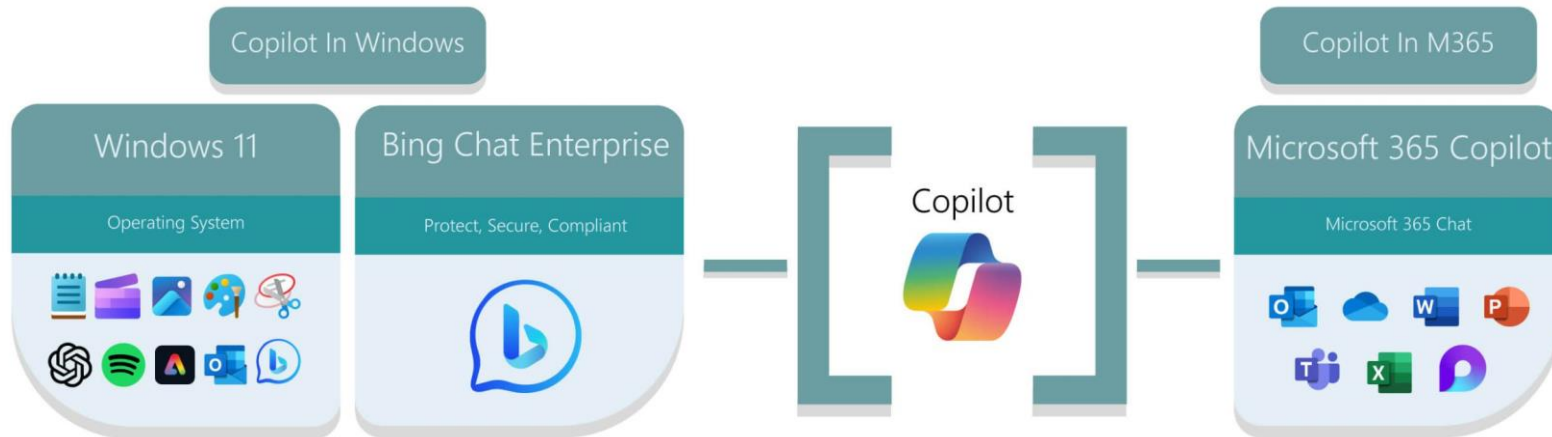 Copilot In Windows
Copilot In M365
Windows 11
Operating System
Bing Chat Enterprise
Protect, Secure, Compliant
Copilot
Microsoft 365 Copilot
Microsoft 365 Chat
O
O
W
P
T
X